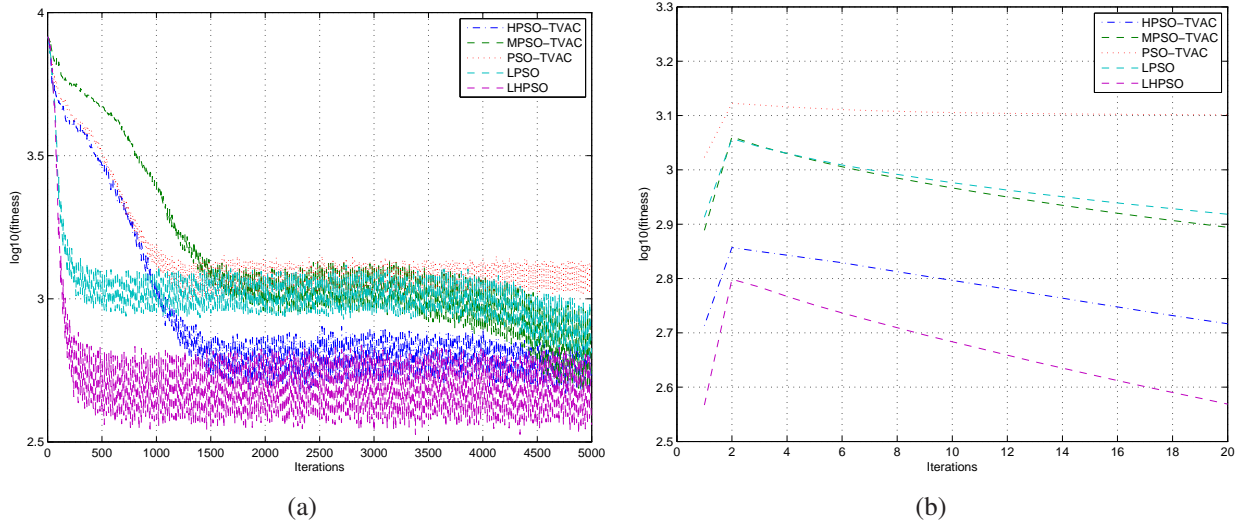 4
3.5
3
2.5
log10(fitness)
0 500 1000 1500 2000 2500 3000 3500 4000 4500 5000
Iterations
HPSO−TVAC
MPSO−TVAC
PSO−TVAC
LPSO
LHPSO
(a)
3.3
3.2
3.1
3
2.9
2.8
2.7
2.6
2.5
log10(fitness)
0 2 4 6 8 10 12 14 16 18 20
Iterations
HPSO−TVAC
MPSO−TVAC
PSO−TVAC
LPSO
LHPSO
(b)